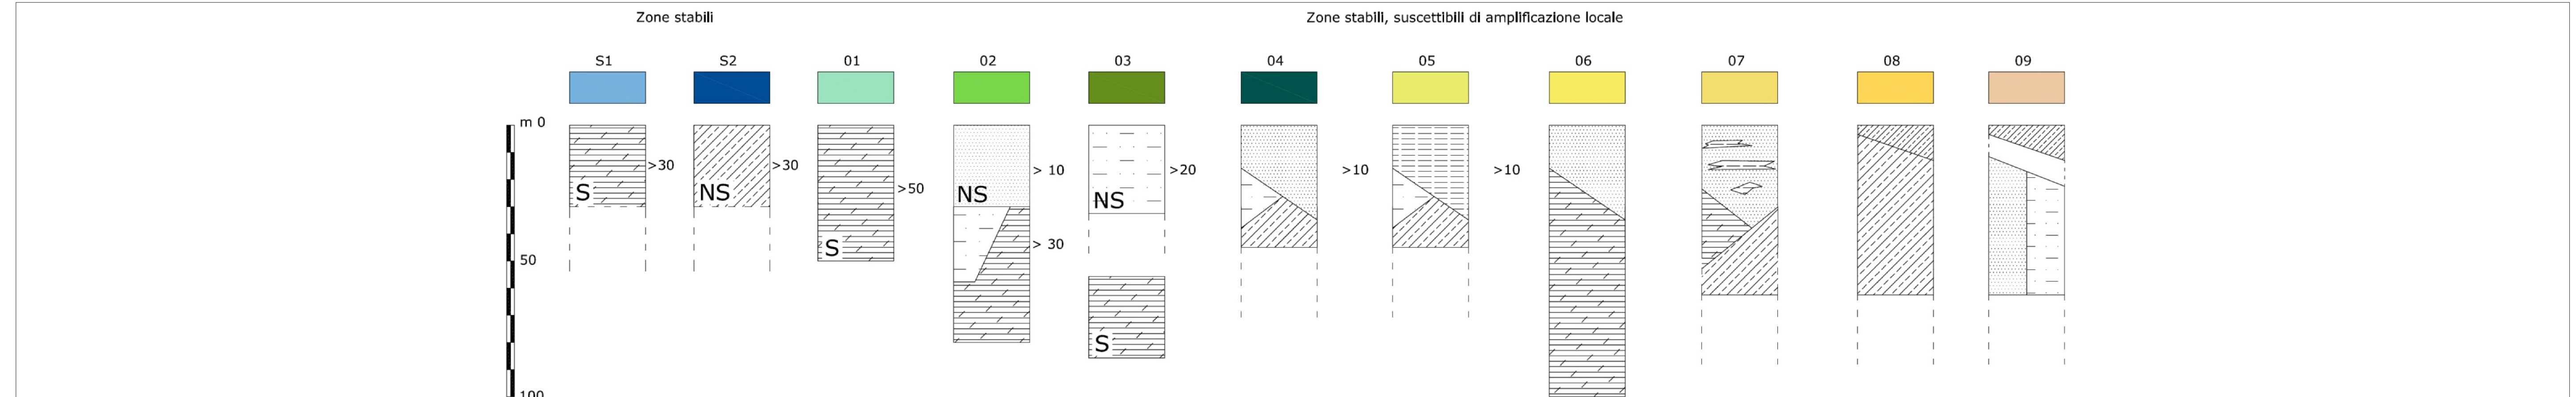 Zone stabili
Zone stabili, suscettibili di amplificazione locale
S1 S2 01 02 03 04 05 06 07 08 09
m 0
>30 >30 > 10 >20 >10 >10
S NS >50 NS NS
S > 30
50
S
100